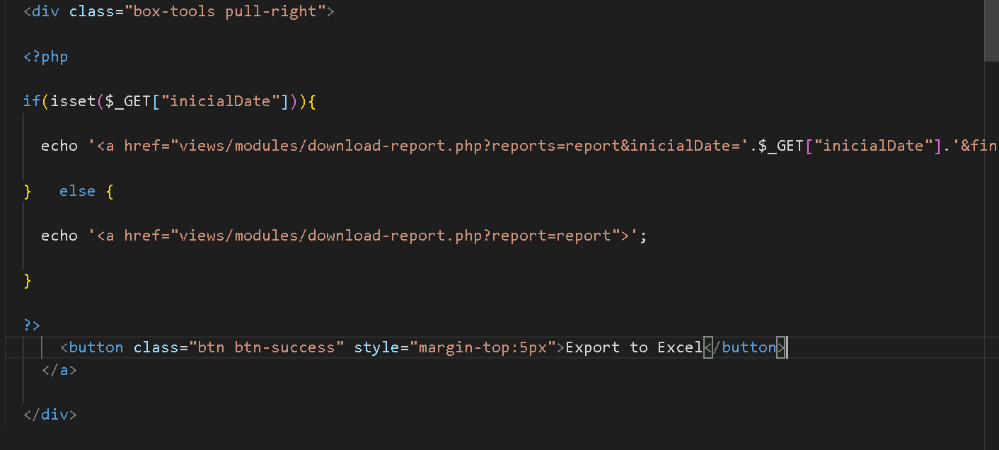 <div class="box-tools pull-right">
<?php
if(isset($_GET["inicialDate"])){
echo '<a href="views/modules/download-report.php?reports=report&inicialDate='.$_GET["inicialDate"].'&fin
} else {
echo '<a href="views/modules/download-report.php?report=report">';
}
?>
<button class="btn btn-success" style="margin-top:5px">Export to Excel</button>
</a>
</div>